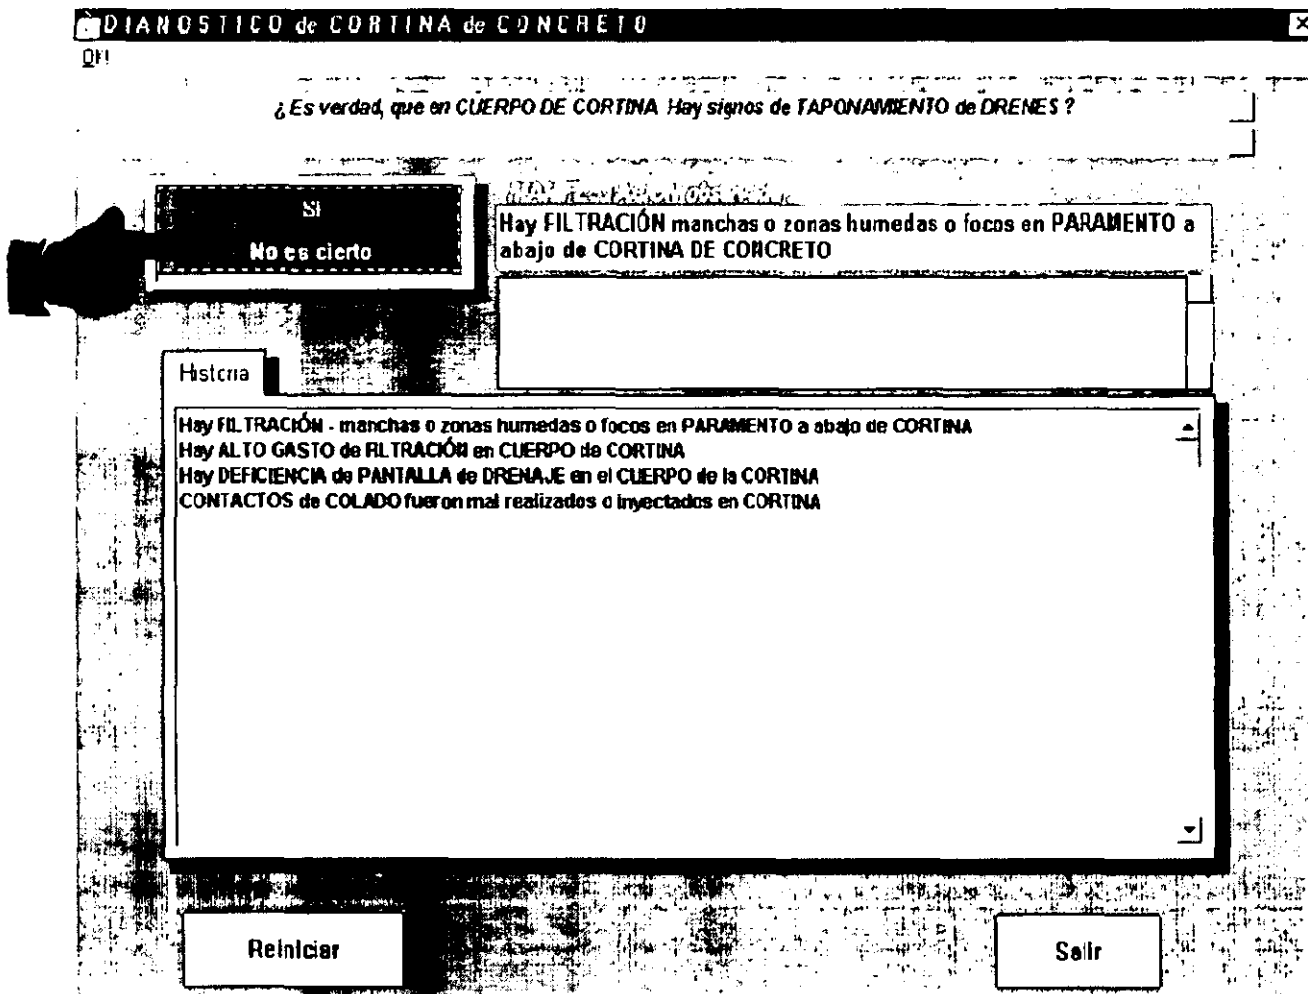 DIANOSTICO de CORTINA de CONCRETO
¿Es verdad, que en CUERPO DE CORTINA Hay signos de TAPONAMIENTO de DRENES ?
SI
No es cierto
Hay FILTRACIÓN manchas o zonas humedas o focos en PARAMENTO a
abajo de CORTINA DE CONCRETO
Historia
Hay FILTRACIÓN - manchas o zonas humedas o focos en PARAMENTO a abajo de CORTINA
Hay ALTO GASTO de FILTRACIÓN en CUERPO de CORTINA
Hay DEFICIENCIA de PANTALLA de DRENAJE en el CUERPO de la CORTINA
CONTACTOS de COLADO fueron mal realizados o inyectados en CORTINA
Reiniciar
Salir